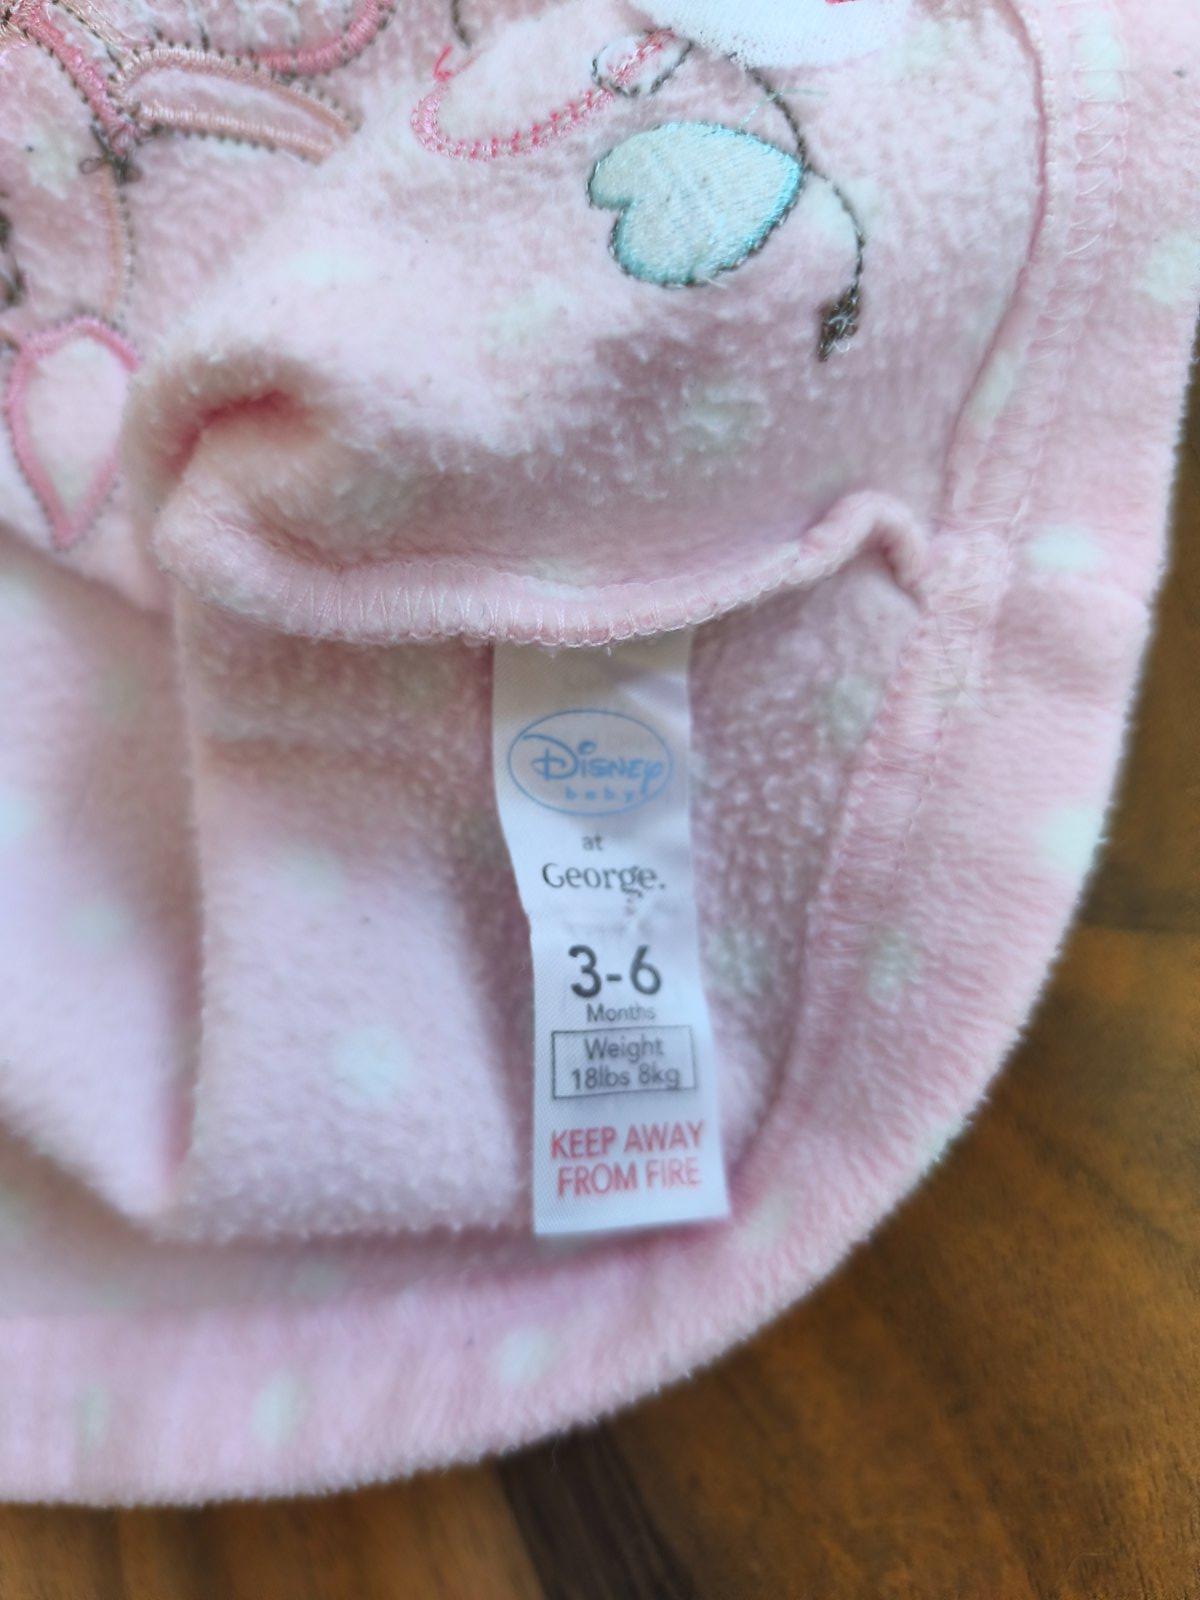 Disney
baby
at
George.
3-6
Months
Weight
18lbs 8kg
KEEP AWAY
FROM FIRE